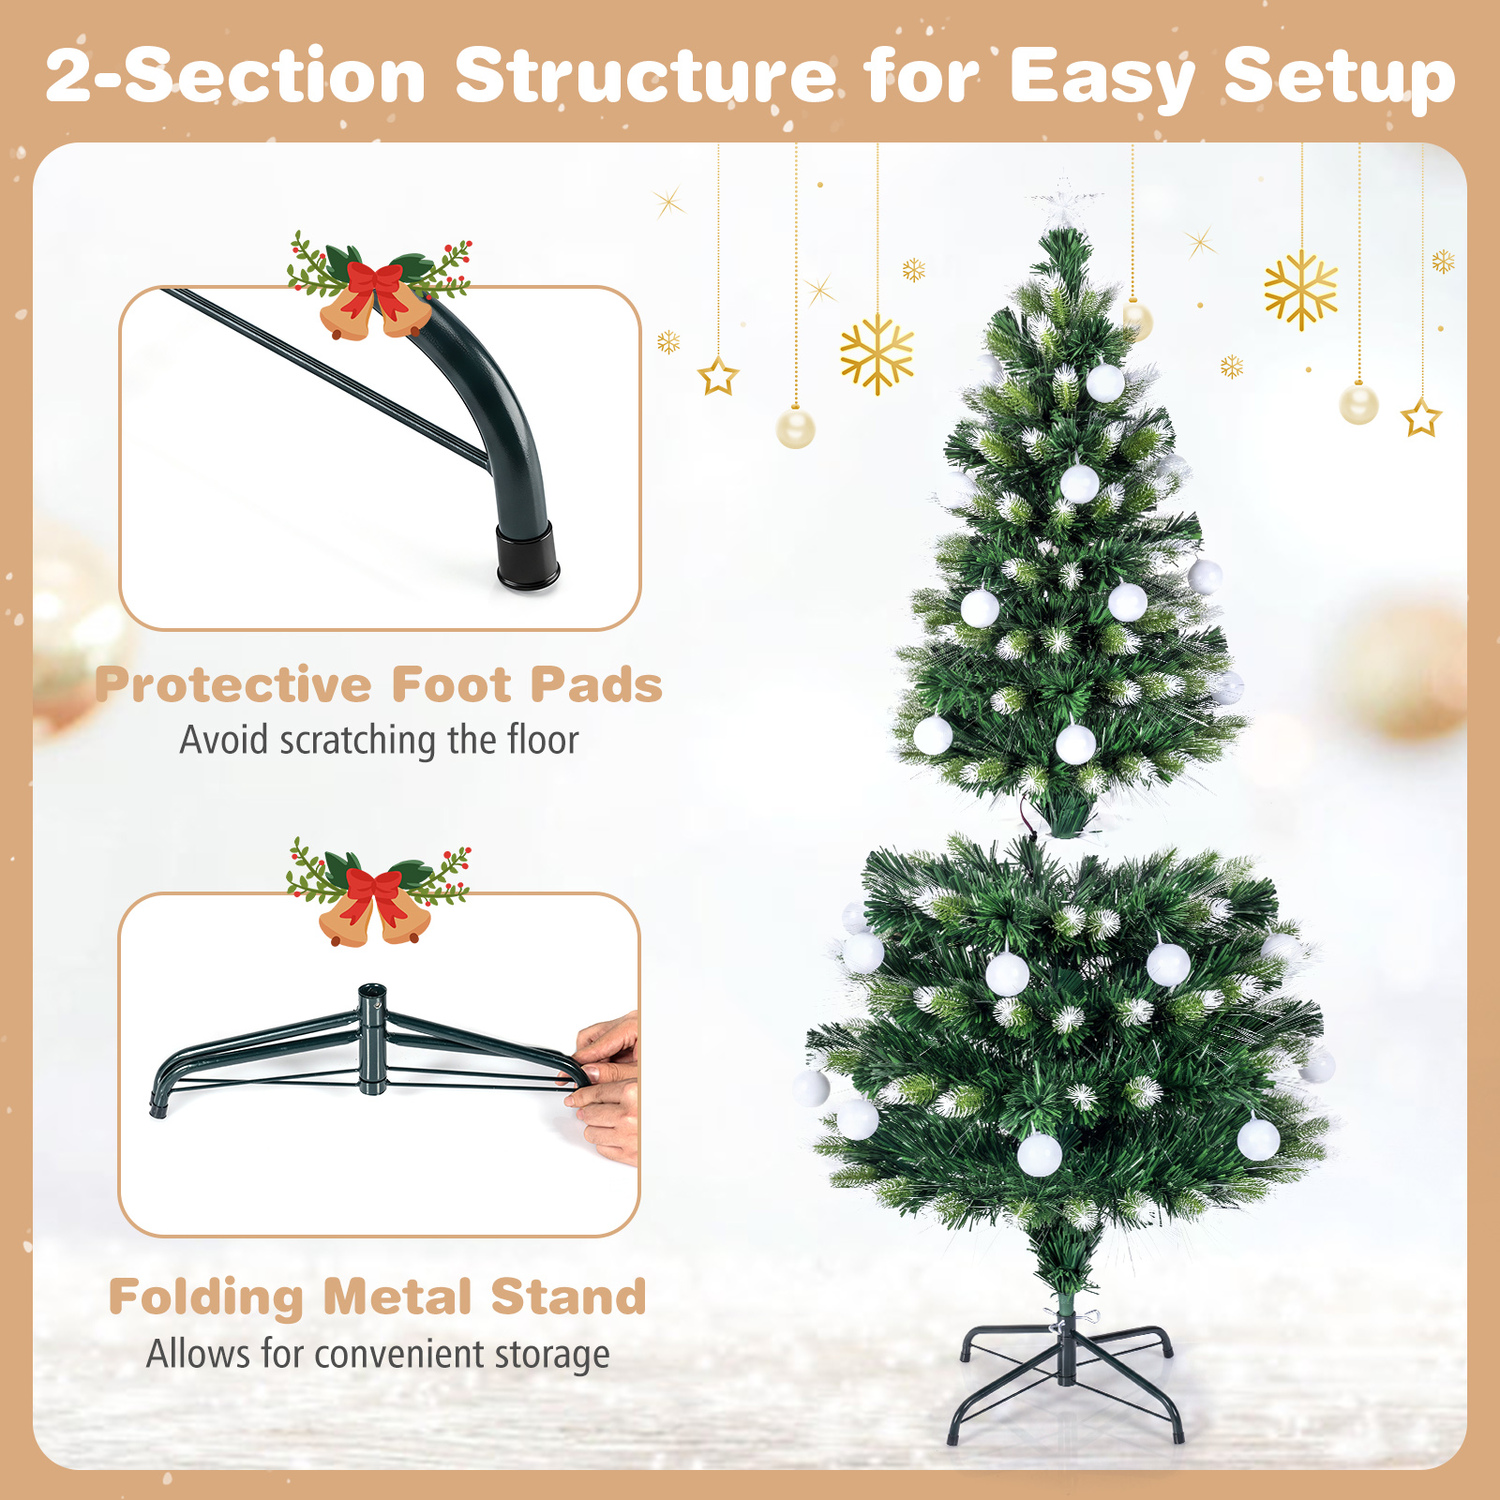 2-Section Structure for Easy Setup
Protective Foot Pads
Avoid scratching the floor
Folding Metal Stand
Allows for convenient storage